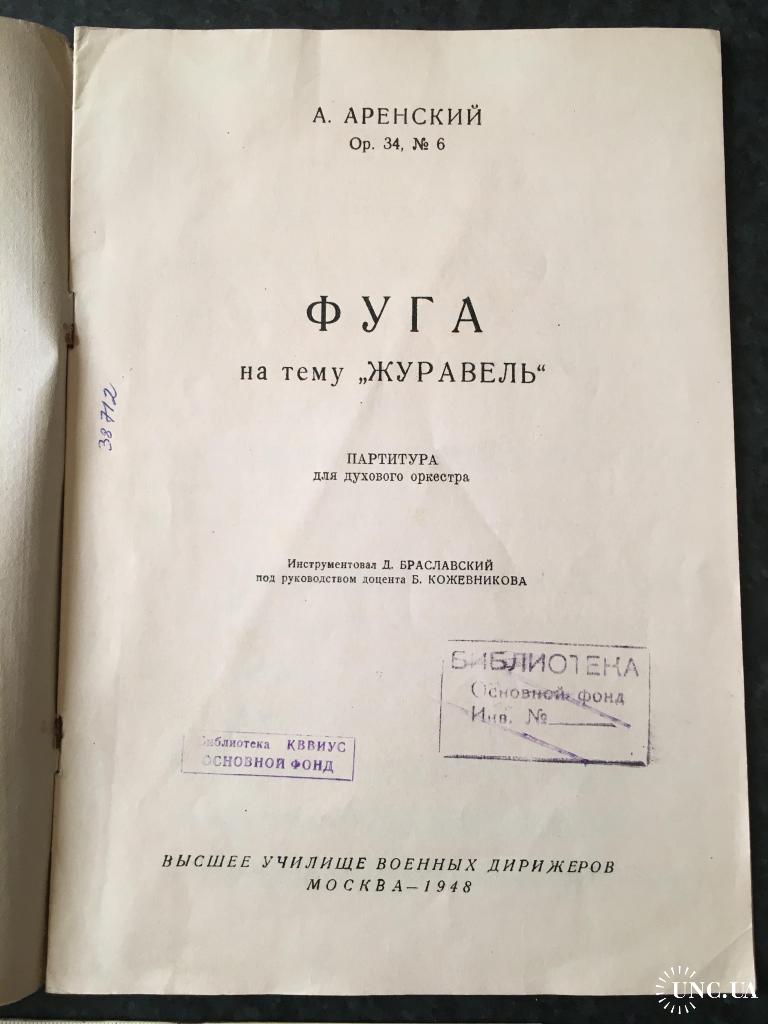 А. АРЕНСКИЙ
Ор. 34, № 6
ФУГА
на тему „ЖУРАВЕЛЬ“
38712
ПАРТИТУРА
для духового оркестра
Инструментовал Д. БРАСЛАВСКИЙ
под руководством доцента Б. КОЖЕВНИКОВА
БИБЛИОТЕКА
Основной фонд
Инв. №
Библиотека КВВИУС
ОСНОВНОЙ ФОНД
ВЫСШЕЕ УЧИЛИЩЕ ВОЕННЫХ ДИРИЖЕРОВ
МОСКВА—1948
UNC.UA